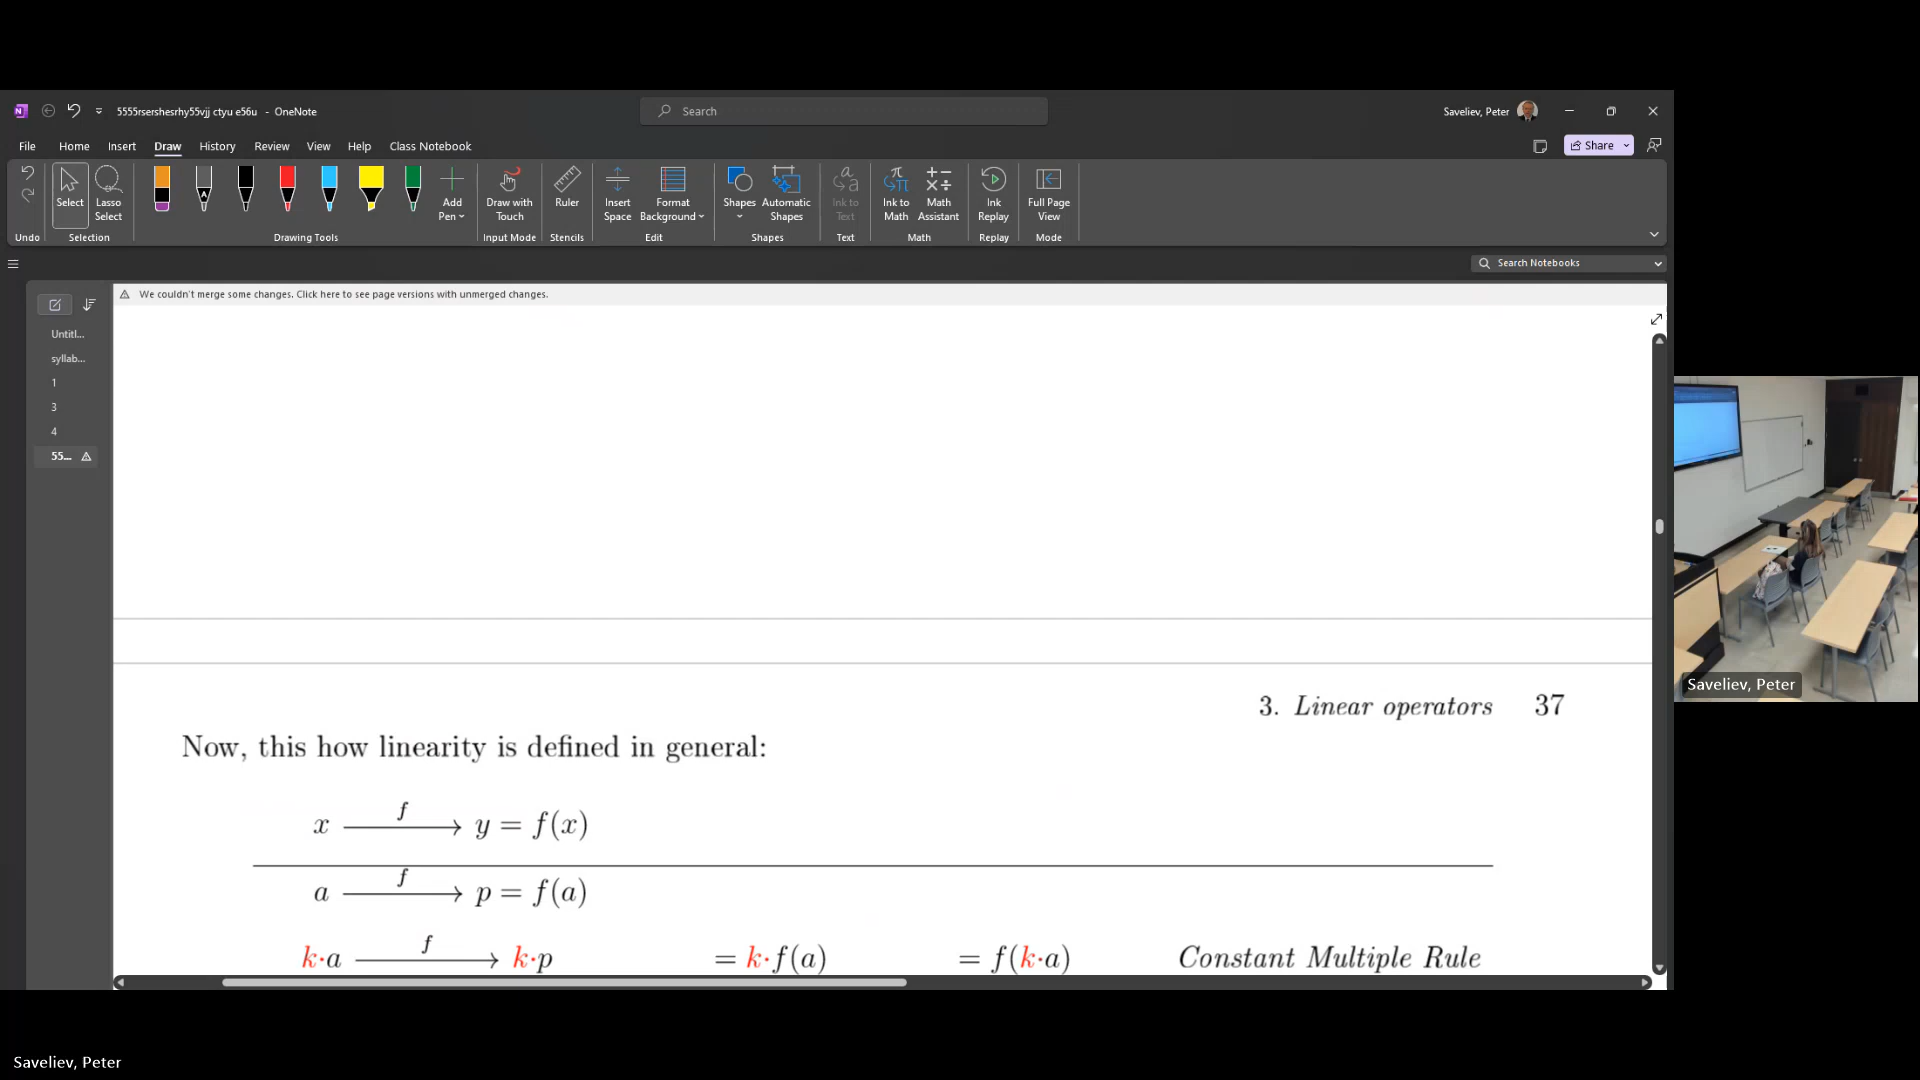 5555rsershesrhy55vjj ctyu e56u - OneNote
Search
Saveliev, Peter
File Home Insert Draw History Review View Help Class Notebook
Share
Undo
Select
Lasso Select
Selection
Drawing Tools
Add Pen
Draw with Touch
Input Mode
Ruler
Stencils
Insert Space
Format Background
Edit
Shapes
Automatic Shapes
Shapes
Ink to Text
Text
Ink to Math
Math Assistant
Math
Ink Replay
Replay
Full Page View
Mode
Search Notebooks
We couldn't merge some changes. Click here to see page versions with unmerged changes.
Untitl...
syllab...
1
3
4
55...
3. Linear operators 37
Now, this how linearity is defined in general:
x —f→ y = f(x)
a —f→ p = f(a)
k·a —f→ k·p = k·f(a) = f(k·a) Constant Multiple Rule
Saveliev, Peter
Saveliev, Peter